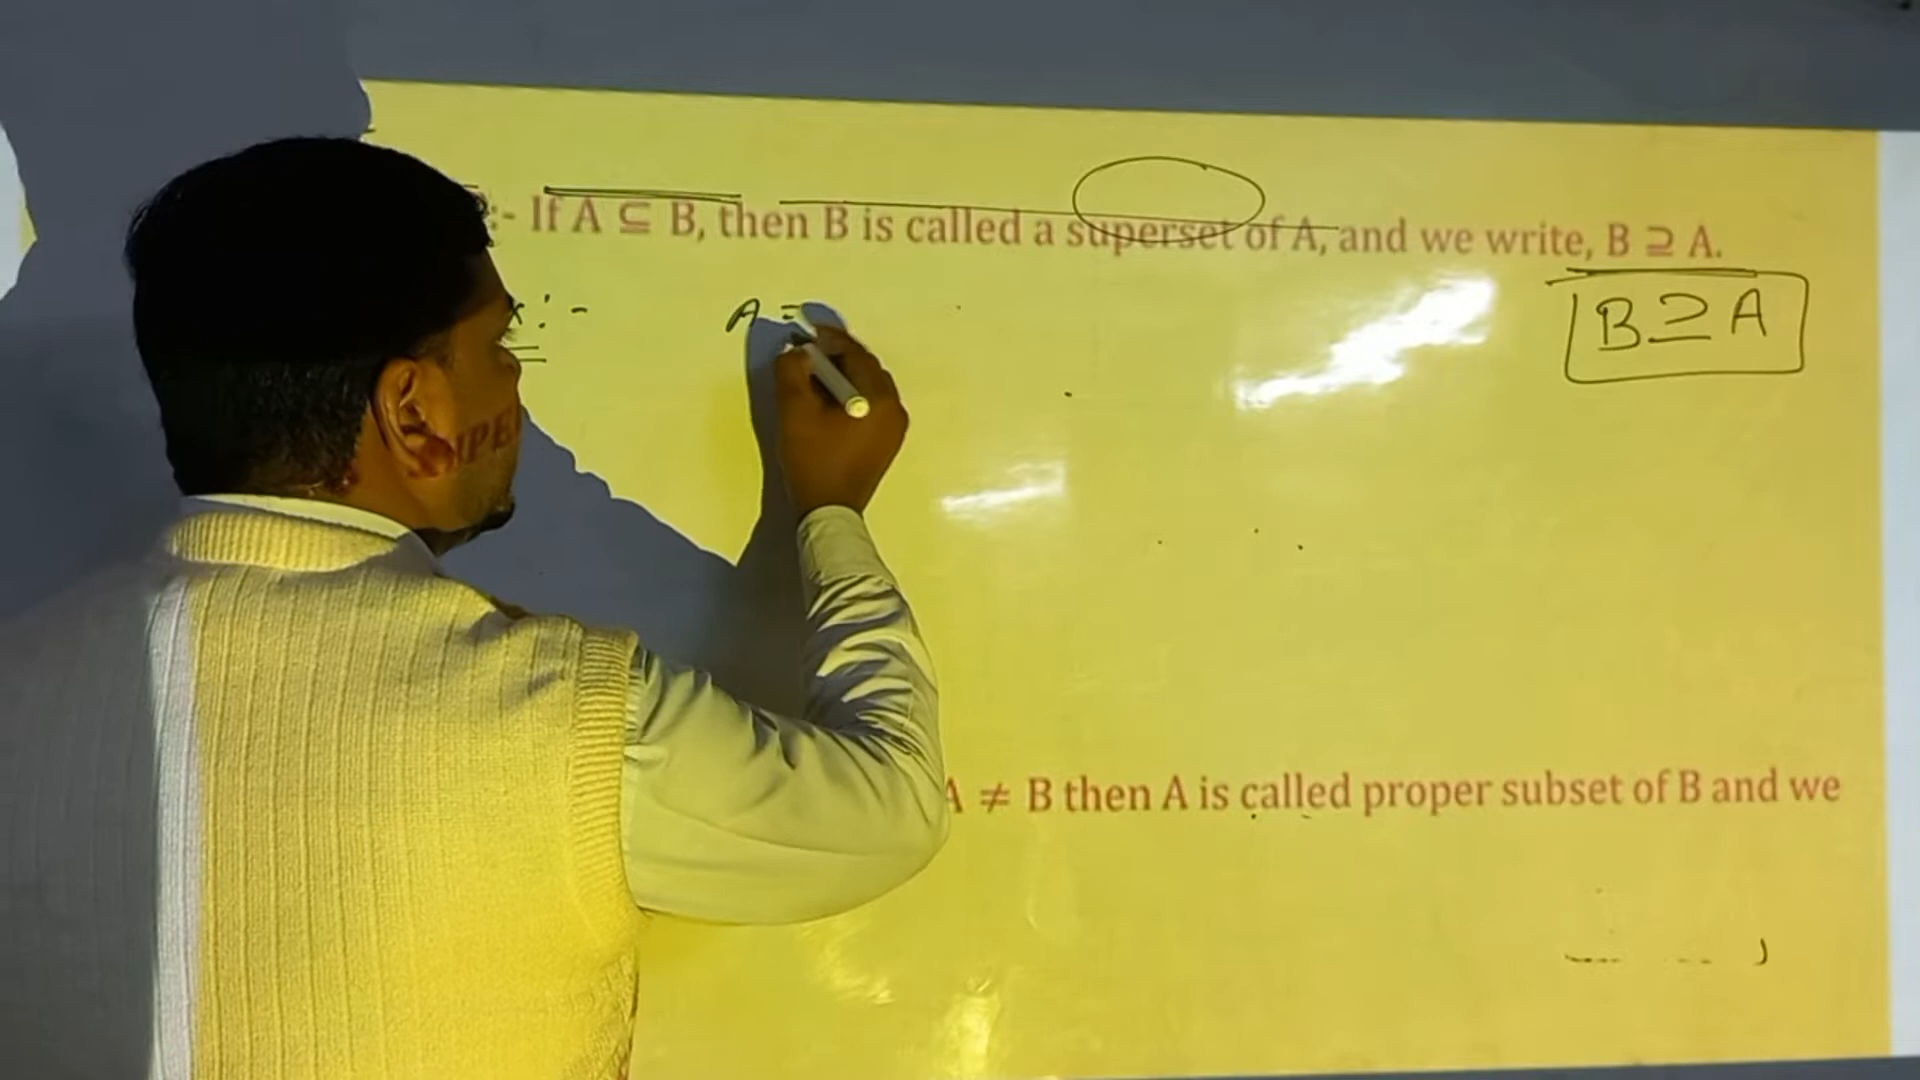 :- If A ⊆ B, then B is called a superset of A, and we write, B ⊇ A.
x:- A =
B ⊇ A
A ≠ B then A is called proper subset of B and we